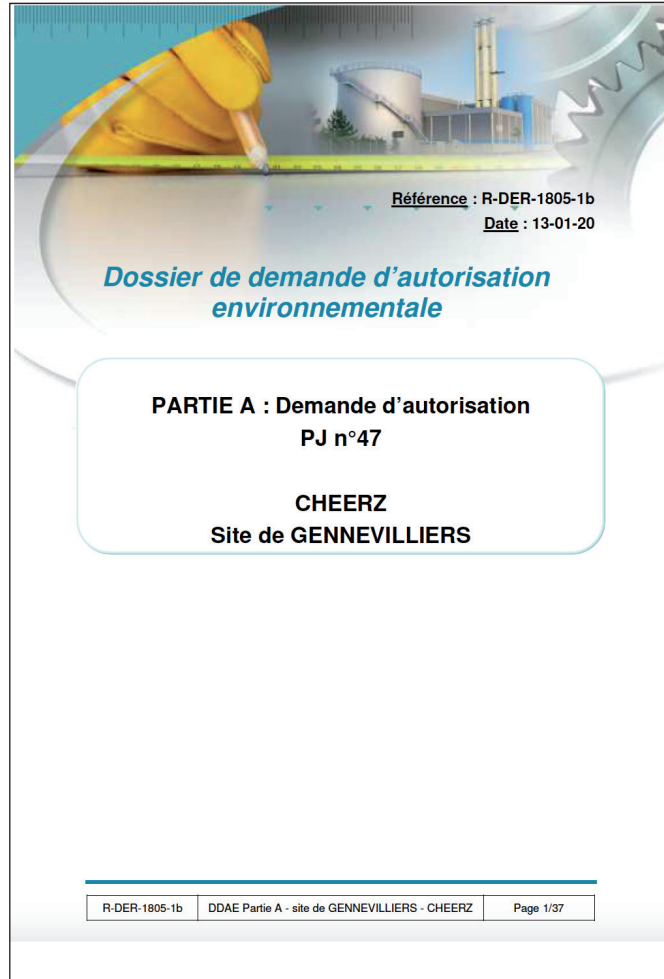 Référence : R-DER-1805-1b
Date : 13-01-20
Dossier de demande d’autorisation
environnementale
PARTIE A : Demande d’autorisation
PJ n°47
CHEERZ
Site de GENNEVILLIERS
R-DER-1805-1b DDAE Partie A - site de GENNEVILLIERS - CHEERZ Page 1/37